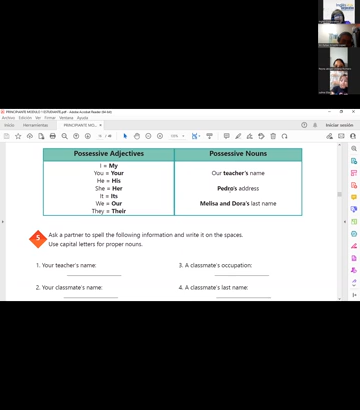 PRINCIPIANTE MODULO 1 ESTUDIANTE.pdf - Adobe Acrobat Reader (64-bit)
Archivo Edición Ver Firmar Ventana Ayuda
Inicio Herramientas PRINCIPIANTE MO... Iniciar sesión
Possessive Adjectives
I = My
You = Your
He = His
She = Her
It = Its
We = Our
They = Their
Possessive Nouns
Our teacher's name
Pedro's address
Melisa and Dora's last name
5
Ask a partner to spell the following information and write it on the spaces.
Use capital letters for proper nouns.
1. Your teacher's name:
2. Your classmate's name:
3. A classmate's occupation:
4. A classmate's last name: